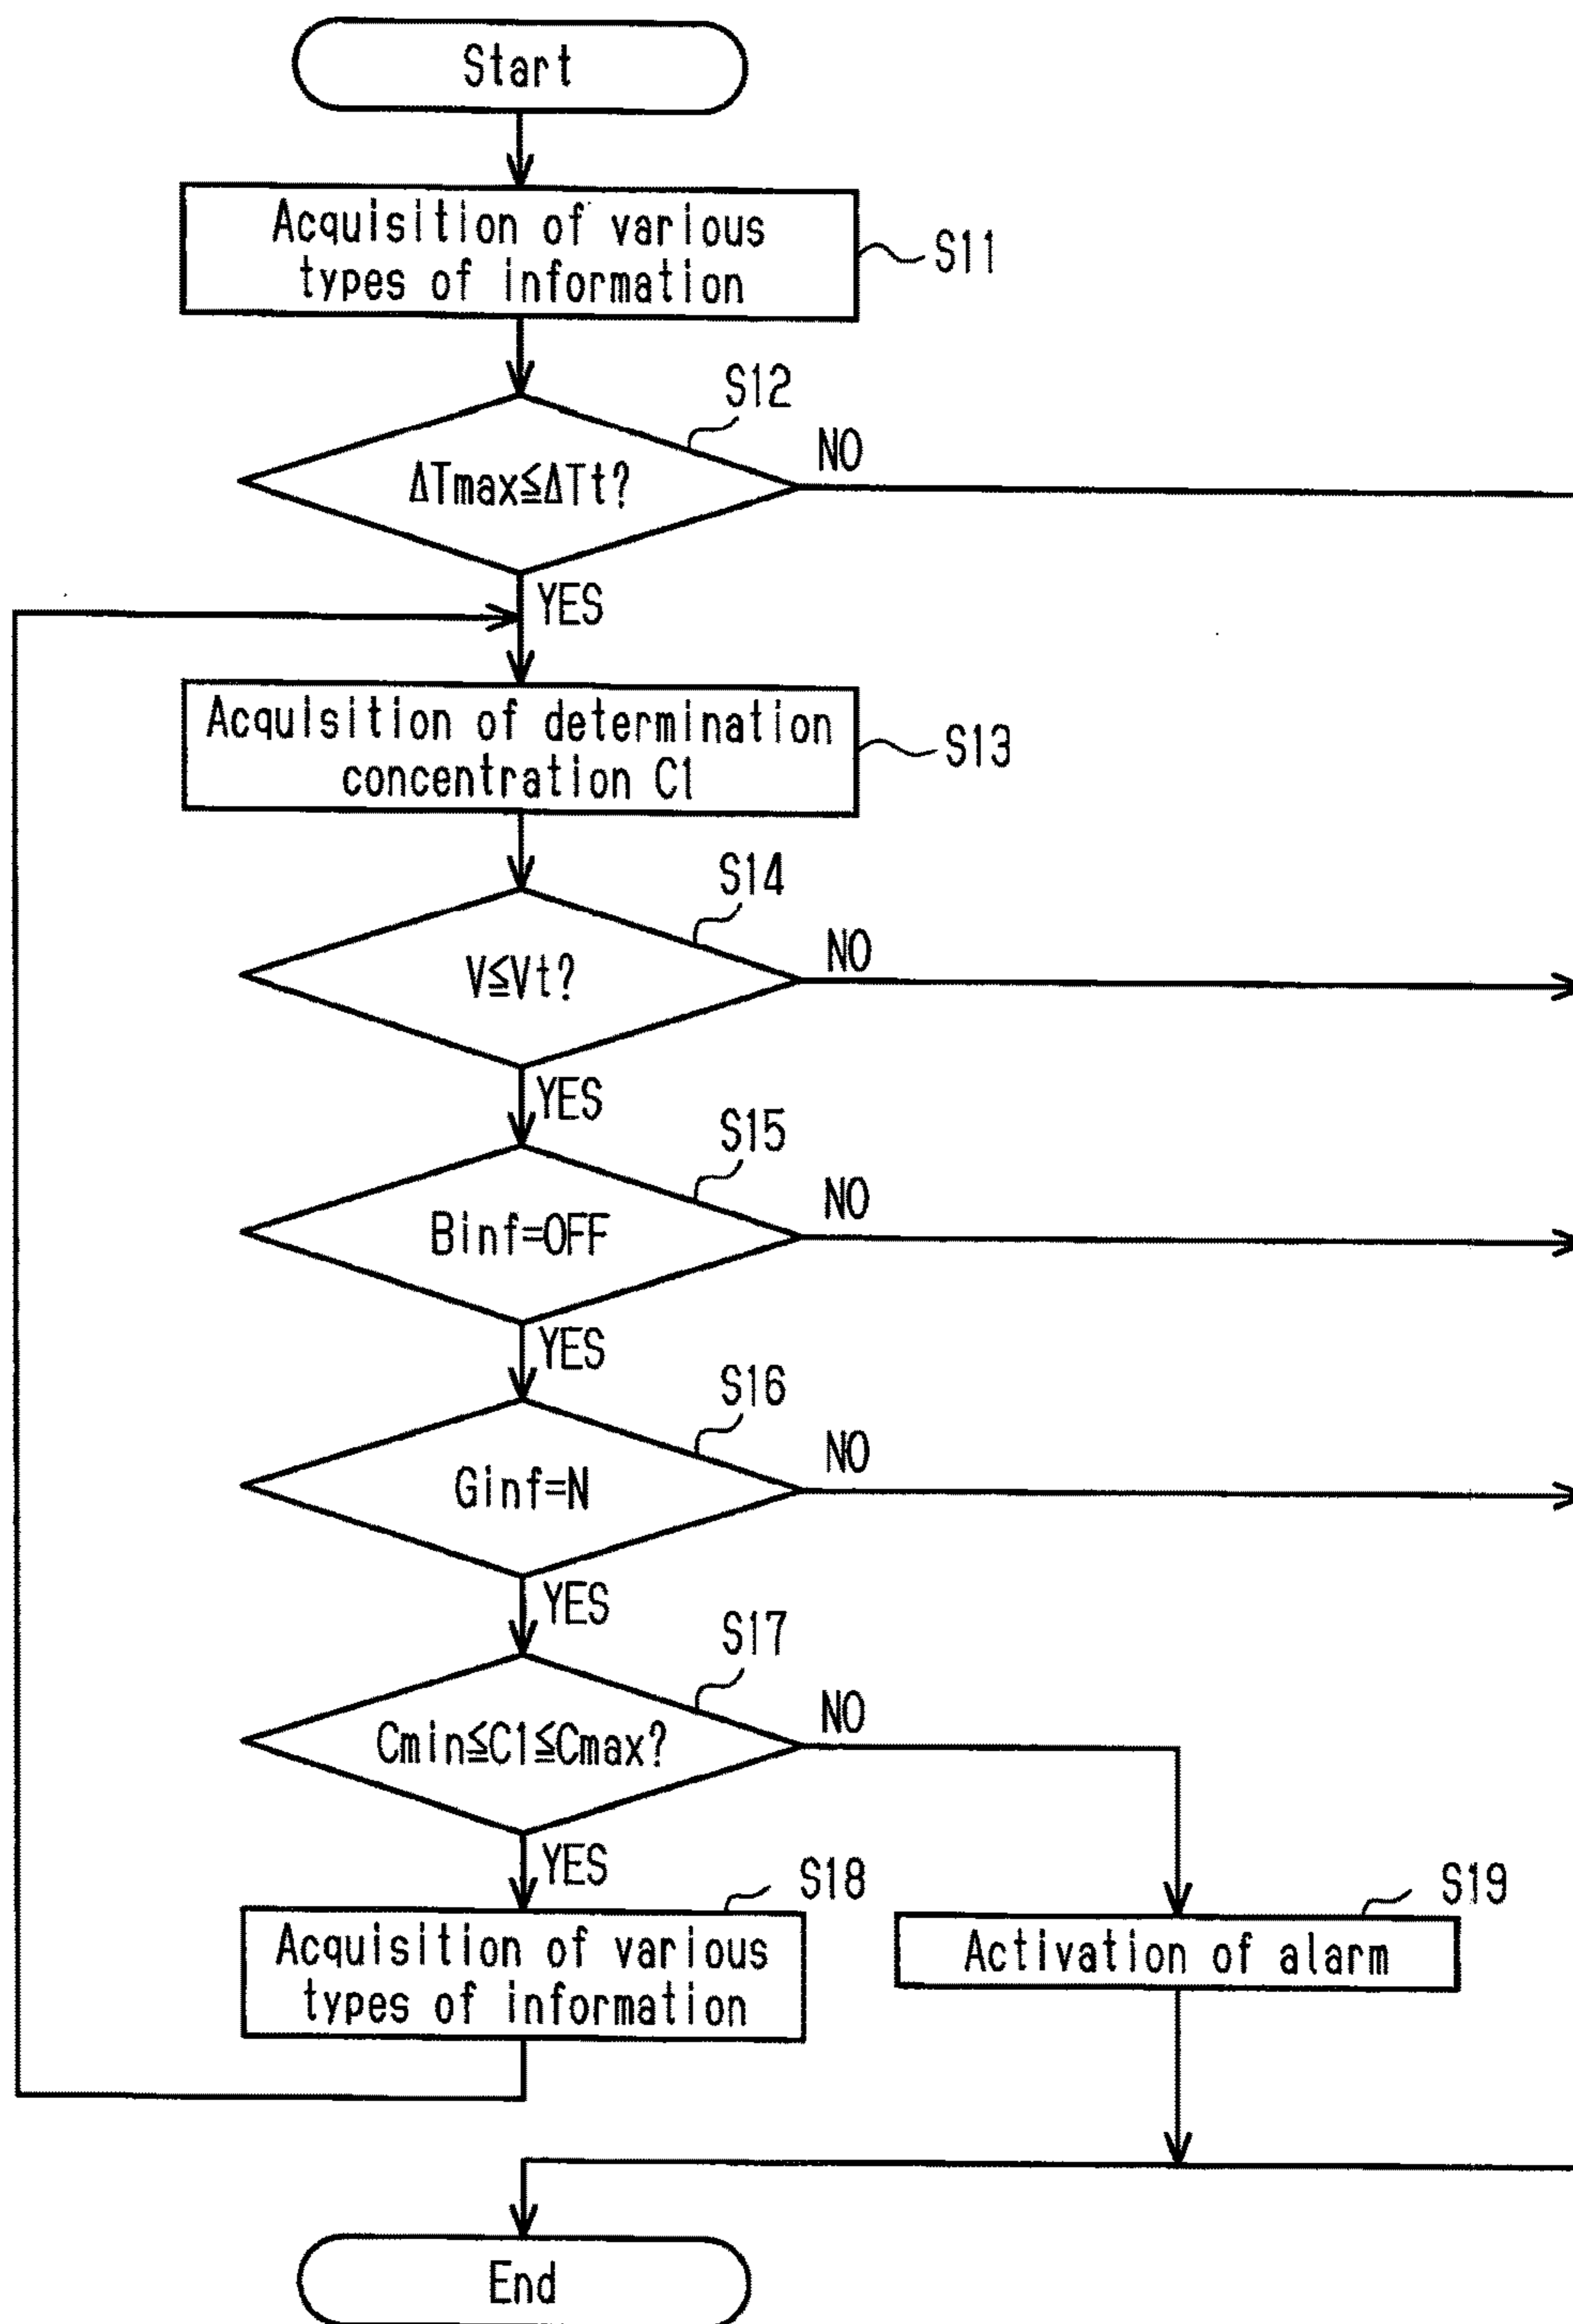 Start
Acquisition of various
types of information
S11
S12
ΔTmax≦ΔTt?
NO
YES
Acquisition of determination
concentration C1
S13
S14
V≦Vt?
NO
YES
S15
Binf=OFF
NO
YES
S16
Ginf=N
NO
YES
S17
Cmin≦C1≦Cmax?
NO
YES
S18
Acquisition of various
types of information
S19
Activation of alarm
End